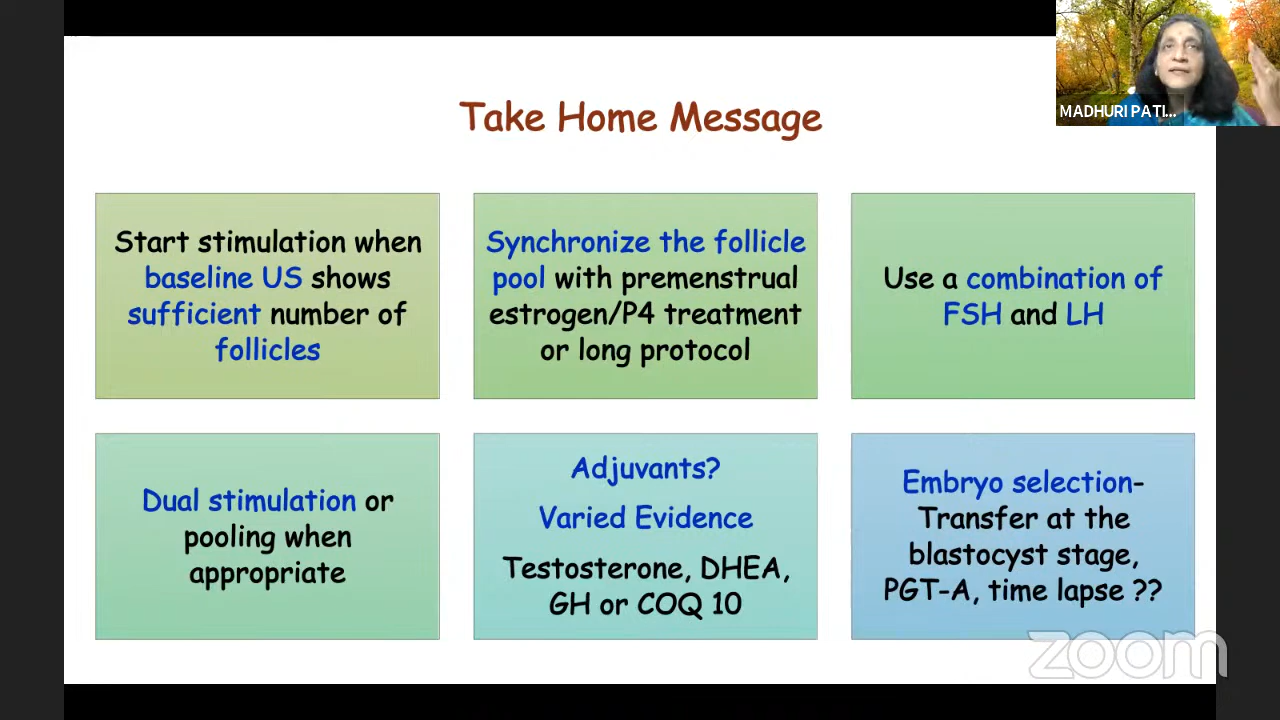 MADHURI PATI...
Take Home Message
Start stimulation when
baseline US shows
sufficient number of
follicles
Synchronize the follicle
pool with premenstrual
estrogen/P4 treatment
or long protocol
Use a combination of
FSH and LH
Dual stimulation or
pooling when
appropriate
Adjuvants?
Varied Evidence
Testosterone, DHEA,
GH or COQ 10
Embryo selection-
Transfer at the
blastocyst stage,
PGT-A, time lapse ??
zoom